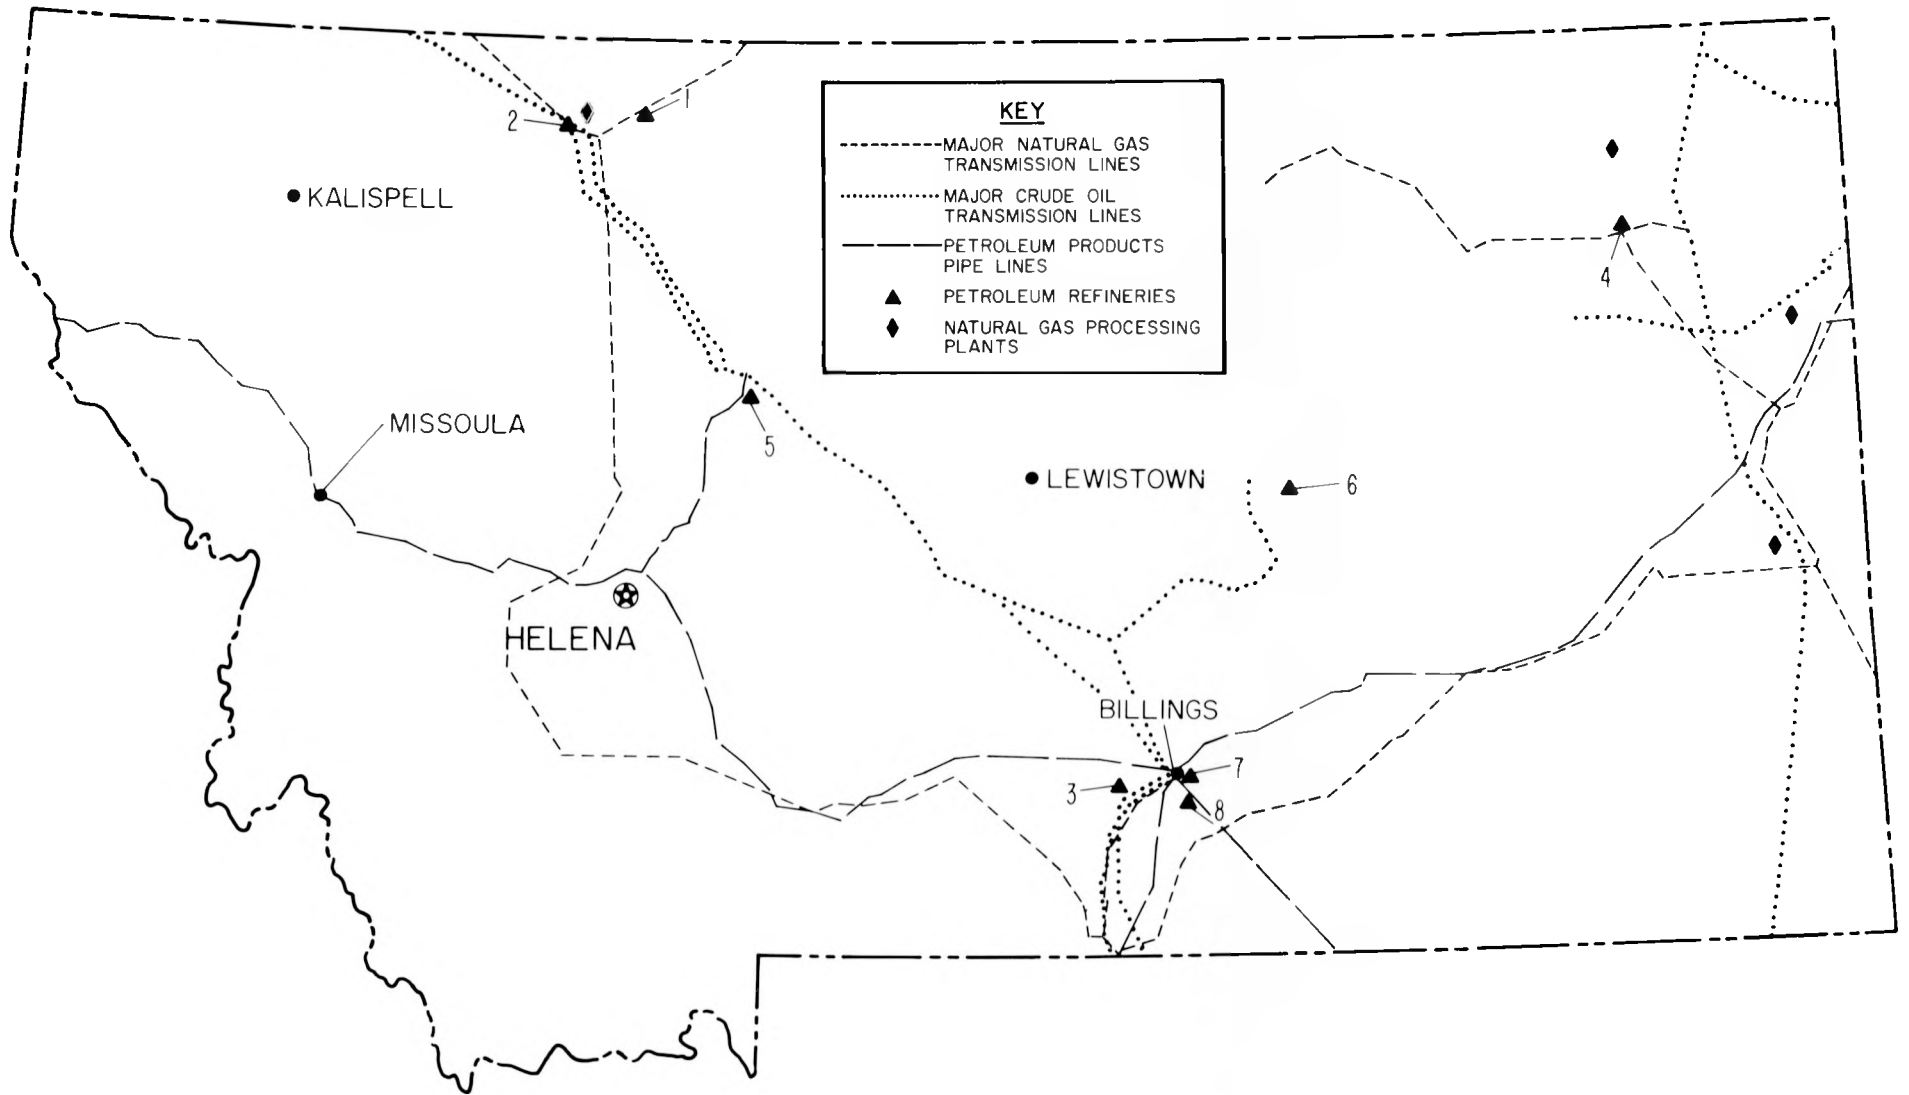 KEY
MAJOR NATURAL GAS
TRANSMISSION LINES
MAJOR CRUDE OIL
TRANSMISSION LINES
PETROLEUM PRODUCTS
PIPE LINES
PETROLEUM REFINERIES
NATURAL GAS PROCESSING
PLANTS
1
2
KALISPELL
4
MISSOULA
5
LEWISTOWN
6
HELENA
BILLINGS
7
3
8